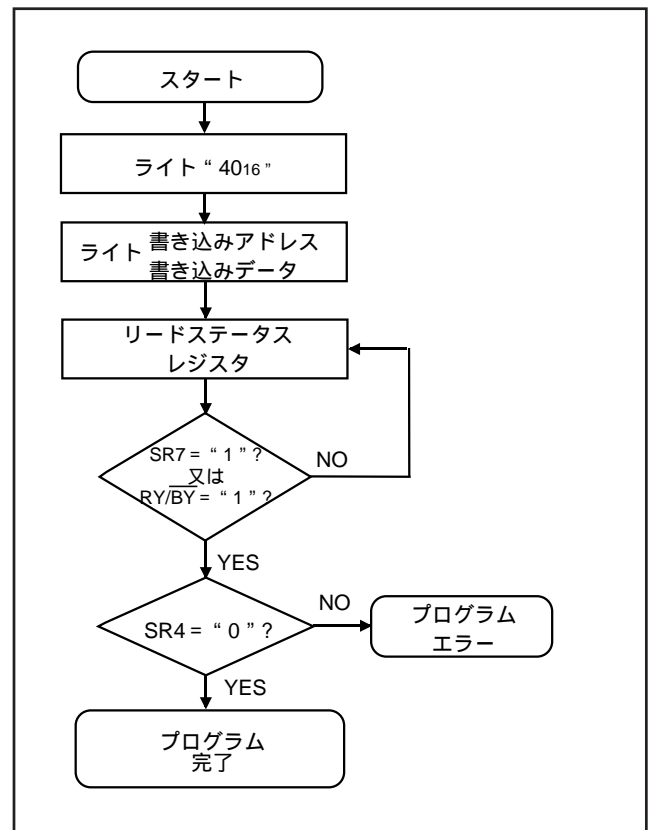 スタート
ライト “ 4016 ”
ライト 書き込みアドレス
書き込みデータ
リードステータス
レジスタ
SR7 = “ 1 ” ?
又は
RY/BY = “ 1 ” ?
NO
YES
SR4 = “ 0 ” ?
NO
プログラム
エラー
YES
プログラム
完了